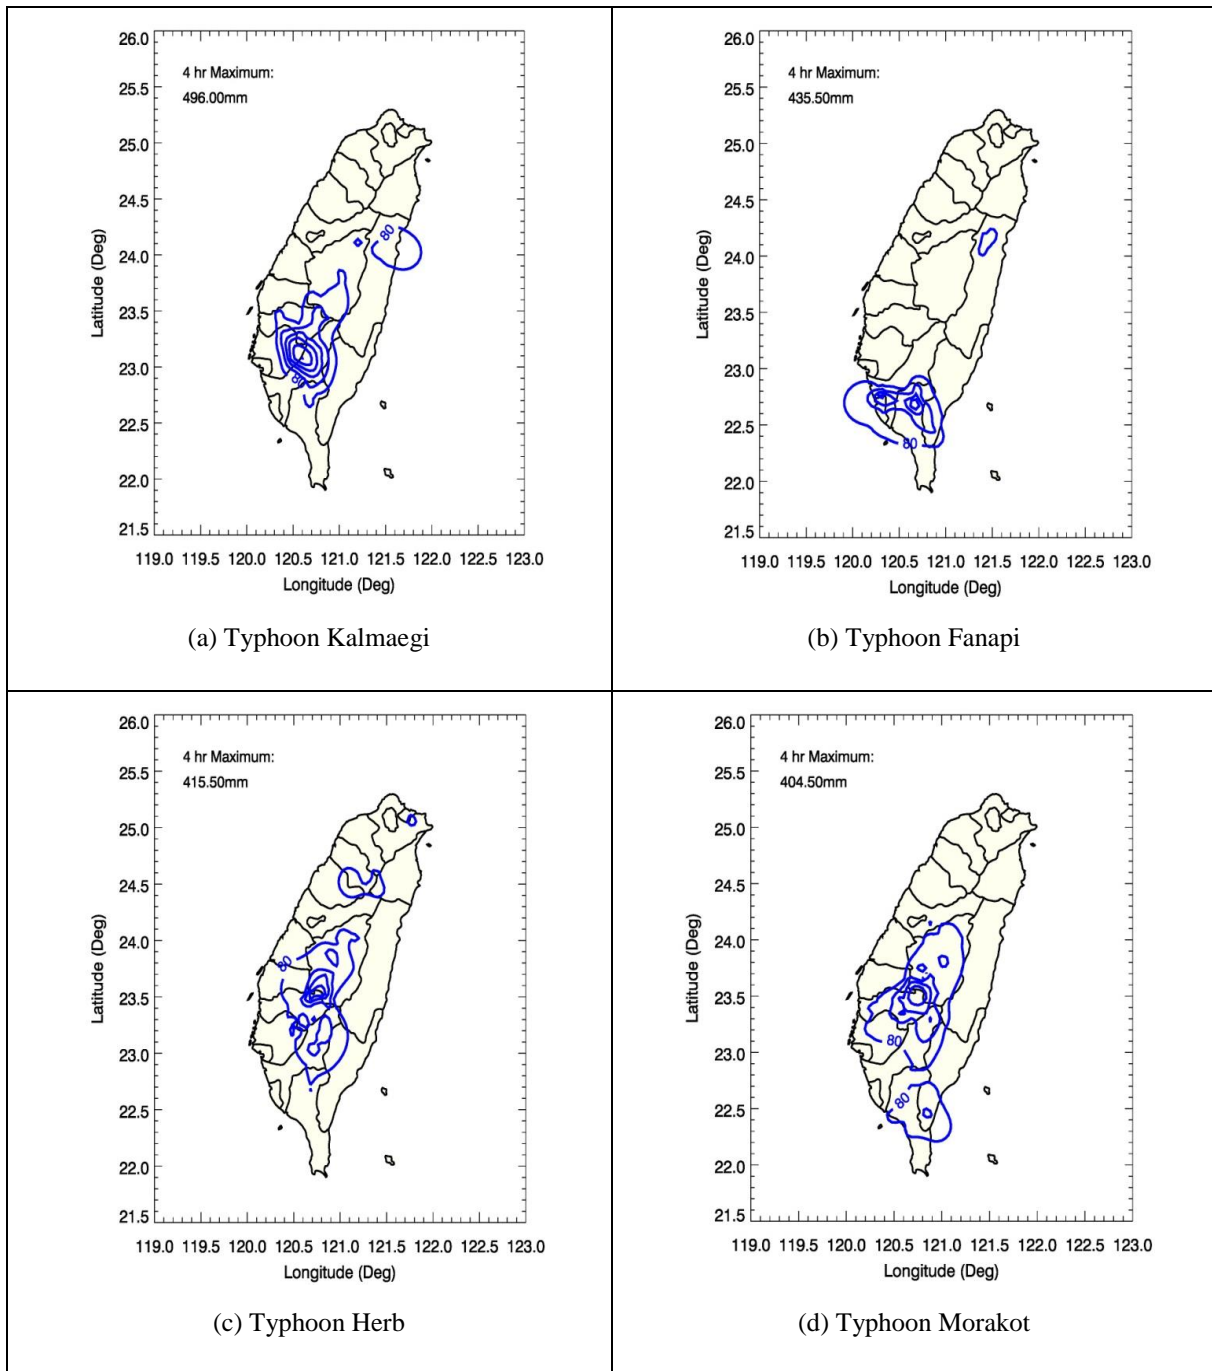 26.0
4 hr Maximum:
496.00mm
25.5
25.0
24.5
80
24.0
23.5
23.0
80
22.5
22.0
21.5
119.0 119.5 120.0 120.5 121.0 121.5 122.0 122.5 123.0
Latitude (Deg)
Longitude (Deg)
(a) Typhoon Kalmaegi
26.0
4 hr Maximum:
435.50mm
25.5
25.0
24.5
24.0
23.5
23.0
22.5
80
22.0
21.5
119.0 119.5 120.0 120.5 121.0 121.5 122.0 122.5 123.0
Latitude (Deg)
Longitude (Deg)
(b) Typhoon Fanapi
26.0
4 hr Maximum:
415.50mm
25.5
25.0
24.5
24.0
80
23.5
23.0
22.5
22.0
21.5
119.0 119.5 120.0 120.5 121.0 121.5 122.0 122.5 123.0
Latitude (Deg)
Longitude (Deg)
(c) Typhoon Herb
26.0
4 hr Maximum:
404.50mm
25.5
25.0
24.5
24.0
23.5
80
23.0
80
22.5
22.0
21.5
119.0 119.5 120.0 120.5 121.0 121.5 122.0 122.5 123.0
Latitude (Deg)
Longitude (Deg)
(d) Typhoon Morakot